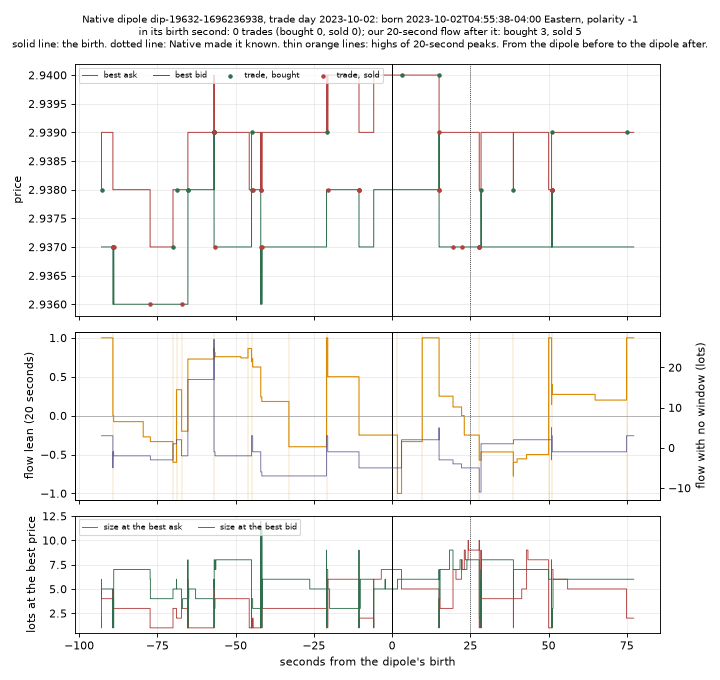 Native dipole dip-19632-1696236938, trade day 2023-10-02: born 2023-10-02T04:55:38-04:00 Eastern, polarity -1
in its birth second: 0 trades (bought 0, sold 0); our 20-second flow after it: bought 3, sold 5
solid line: the birth. dotted line: Native made it known. thin orange lines: highs of 20-second peaks. From the dipole before to the dipole after.
best ask
best bid
trade, bought
trade, sold
2.9400
2.9395
2.9390
2.9385
2.9380
2.9375
2.9370
2.9365
2.9360
price
1.0
0.5
0.0
−0.5
−1.0
flow lean (20 seconds)
20
10
0
−10
flow with no window (lots)
size at the best ask
size at the best bid
12.5
10.0
7.5
5.0
2.5
lots at the best price
−100
−75
−50
−25
0
25
50
75
seconds from the dipole's birth